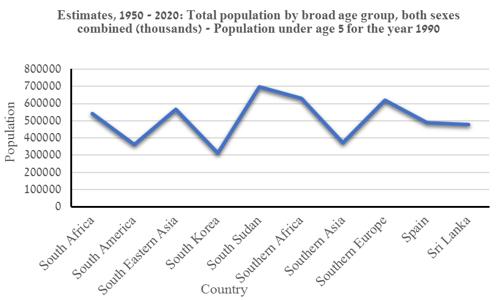 Estimates, 1950 - 2020: Total population by broad age group, both sexes
combined (thousands) - Population under age 5 for the year 1990
800000
700000
600000
500000
400000
300000
200000
100000
0
Population
South Africa
South America
South Eastern Asia
South Korea
South Sudan
Southern Africa
Southern Asia
Southern Europe
Spain
Sri Lanka
Country